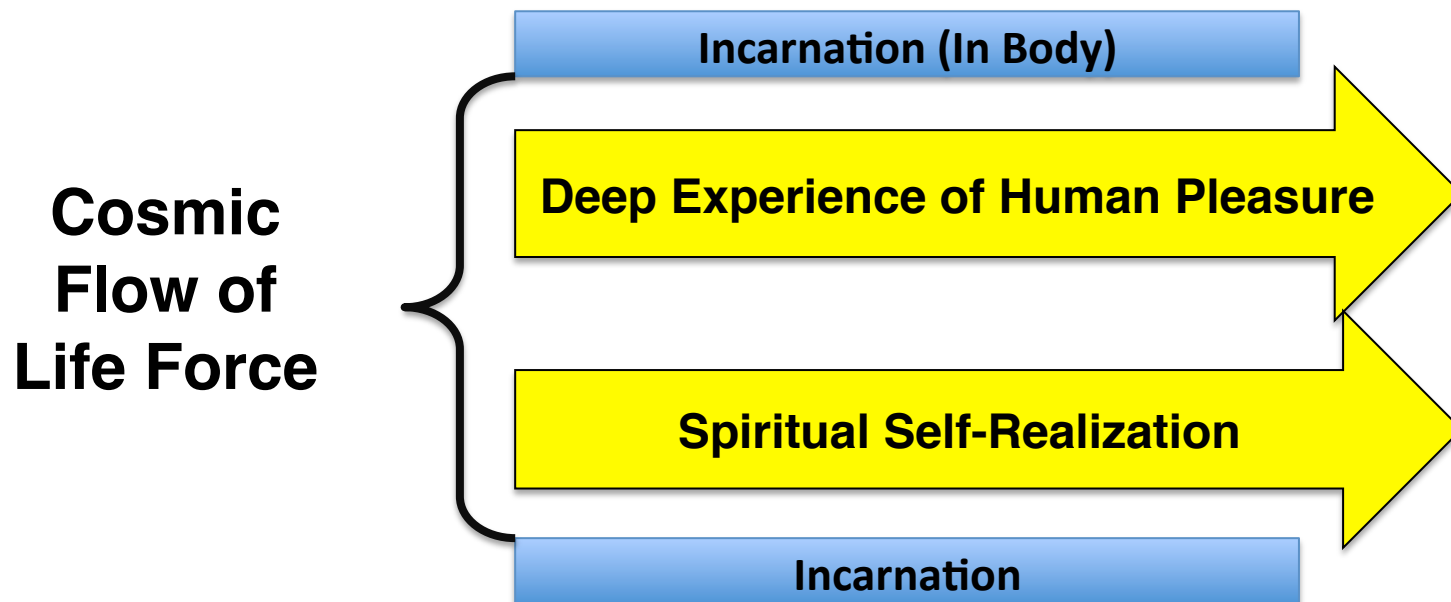 Incarnation (In Body)
Deep Experience of Human Pleasure
Cosmic
Flow of
Life Force
Spiritual Self-Realization
Incarnation